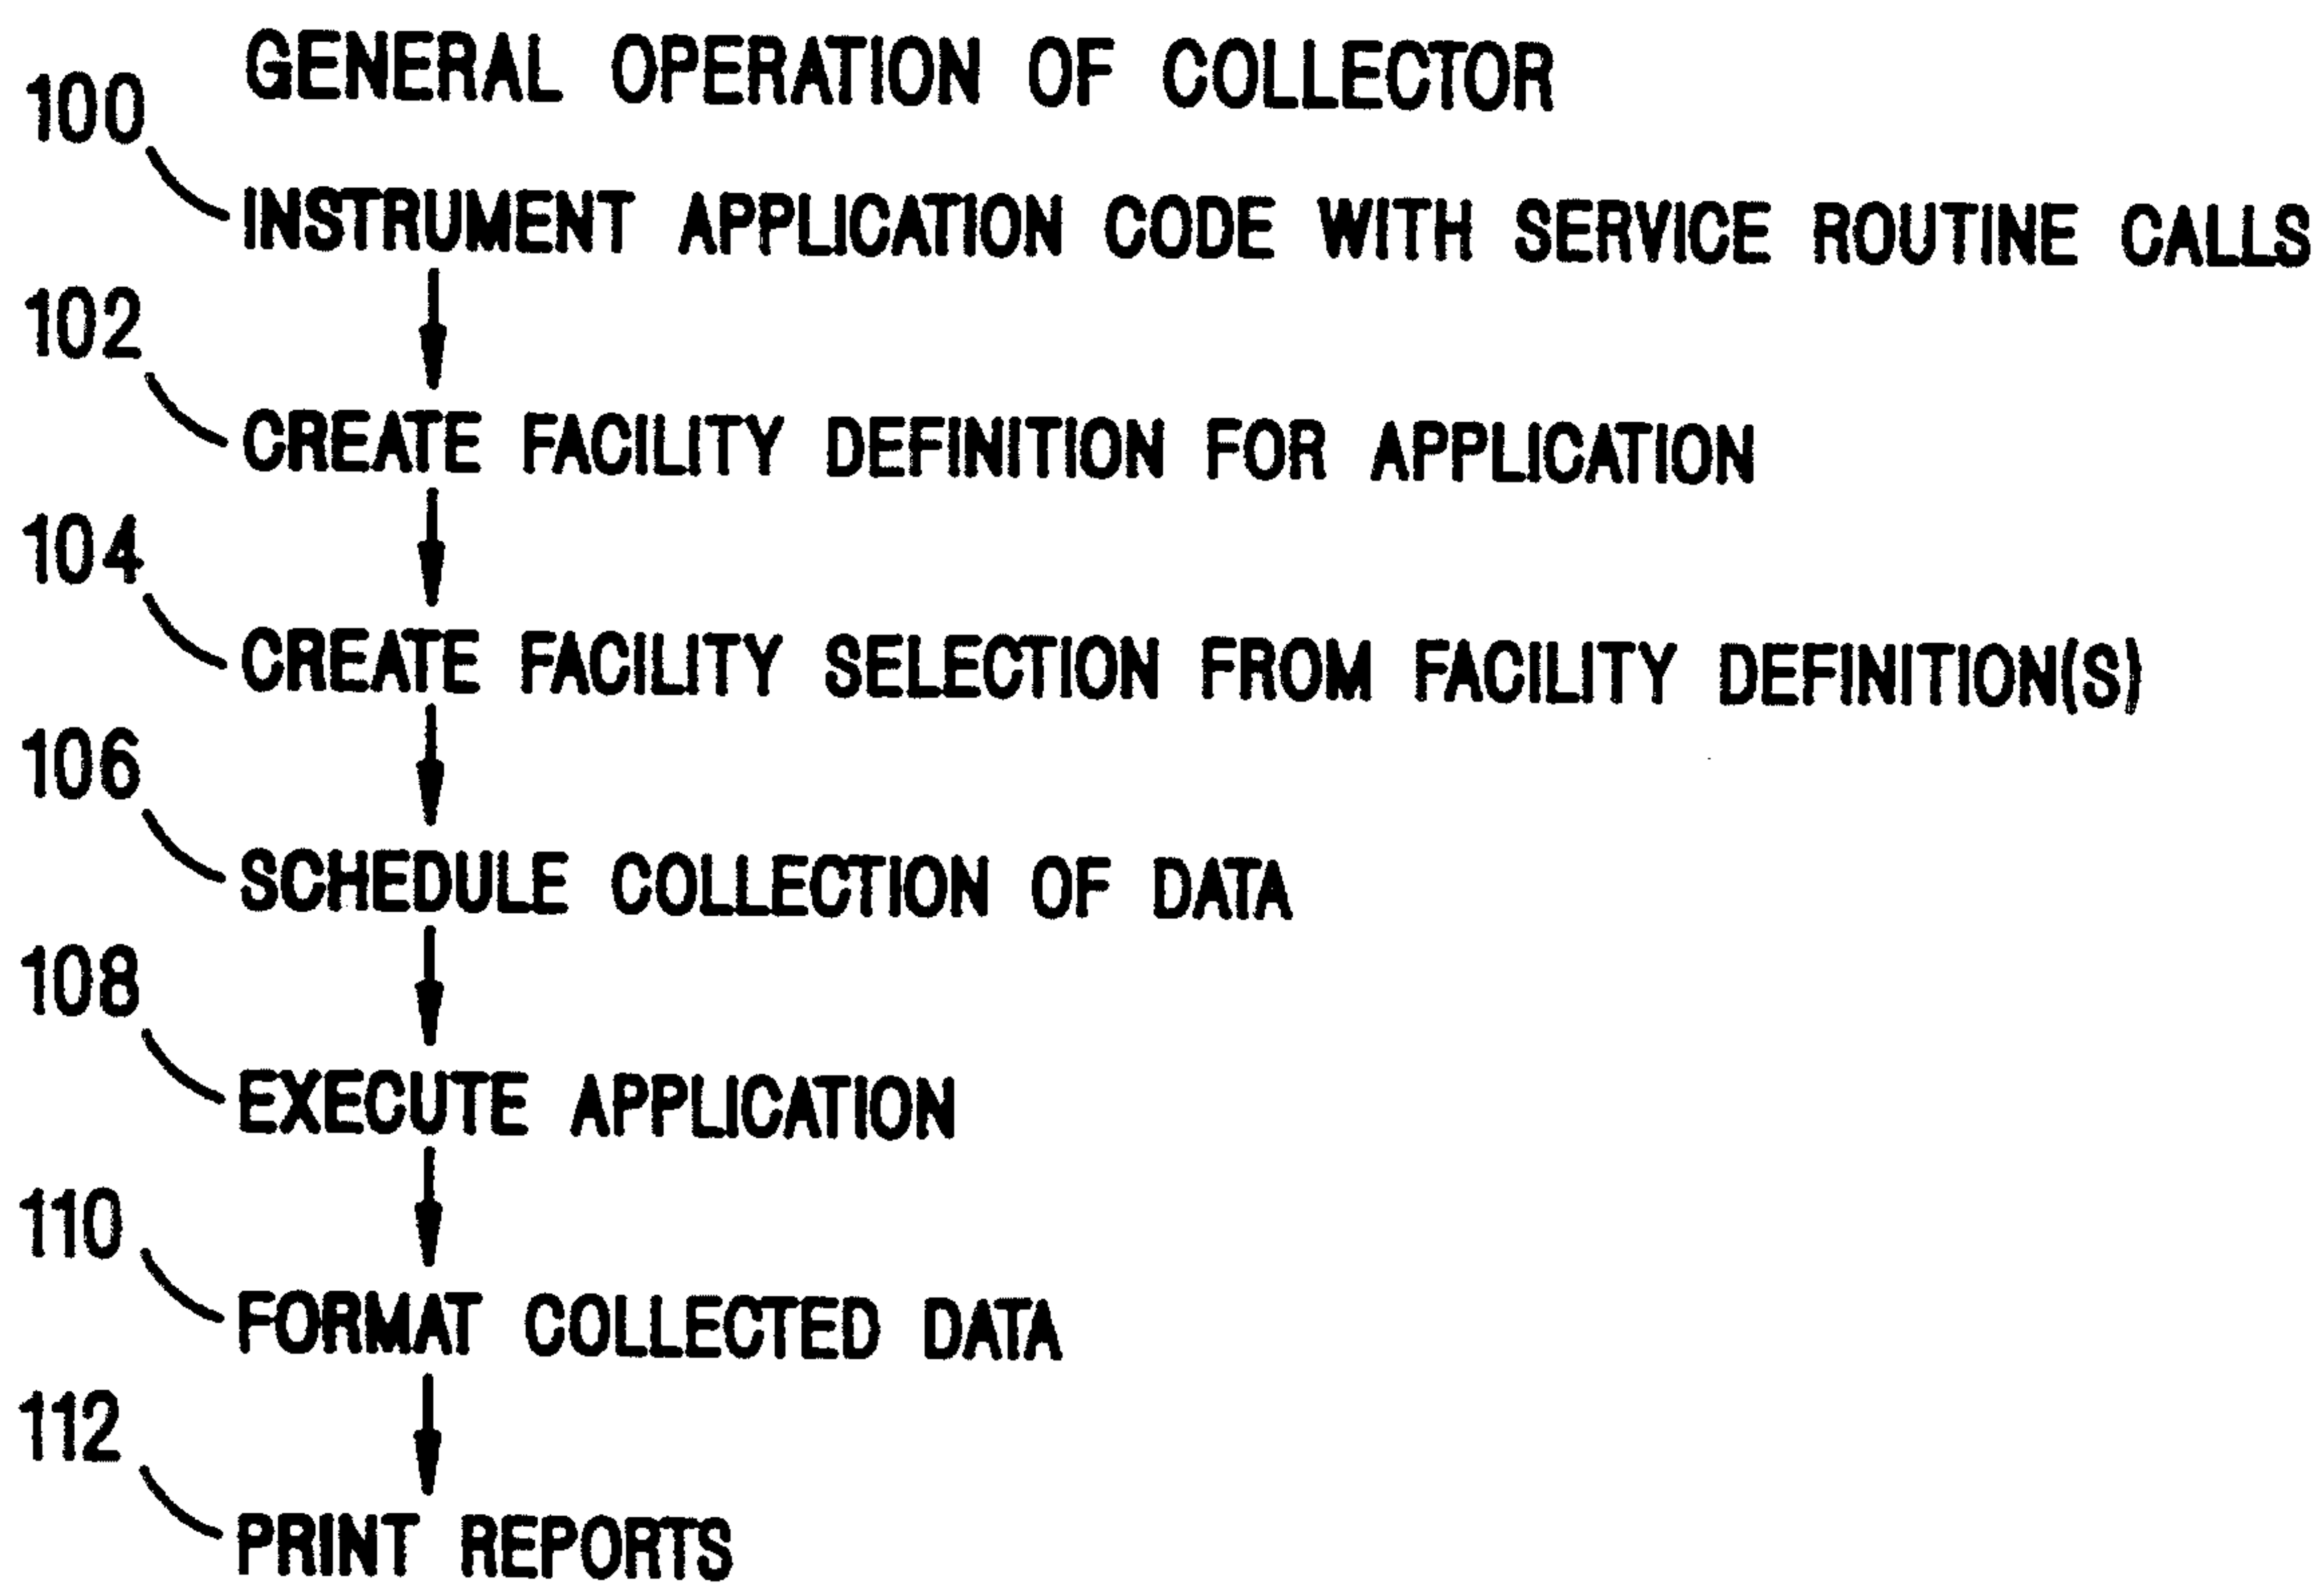 GENERAL OPERATION OF COLLECTOR
100
INSTRUMENT APPLICATION CODE WITH SERVICE ROUTINE CALLS
102
CREATE FACILITY DEFINITION FOR APPLICATION
104
CREATE FACILITY SELECTION FROM FACILITY DEFINITION(S)
106
SCHEDULE COLLECTION OF DATA
108
EXECUTE APPLICATION
110
FORMAT COLLECTED DATA
112
PRINT REPORTS